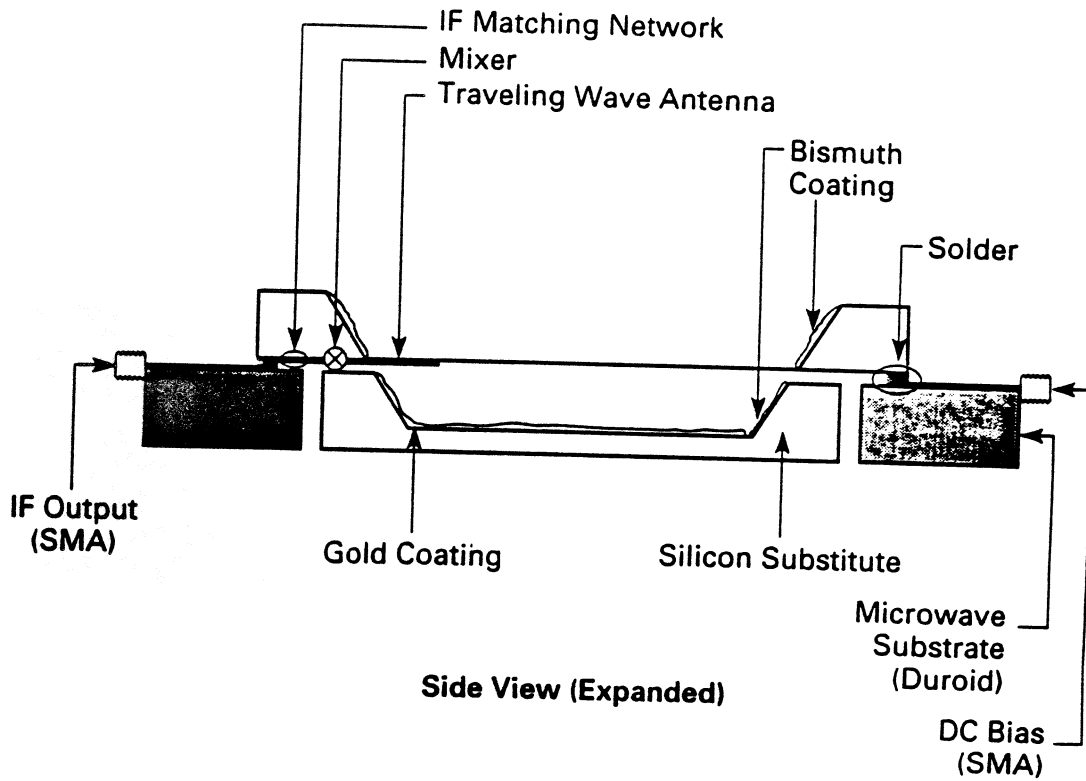 IF Matching Network
Mixer
Traveling Wave Antenna
Bismuth
Coating
Solder
IF Output
(SMA)
Gold Coating
Silicon Substitute
Microwave
Substrate
(Duroid)
Side View (Expanded)
DC Bias
(SMA)